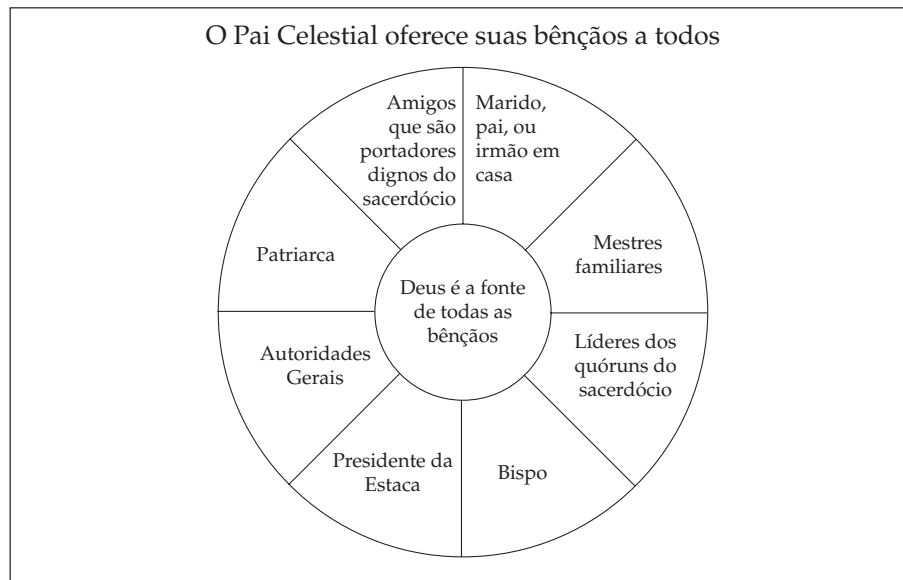 O Pai Celestial oferece suas bênçãos a todos
Amigos
que são
portadores
dignos do
sacerdócio
Marido,
pai, ou
irmão em
casa
Mestres
familiares
Líderes dos
quóruns do
sacerdócio
Bispo
Presidente da
Estaca
Autoridades
Gerais
Patriarca
Deus é a fonte
de todas as
bênçãos